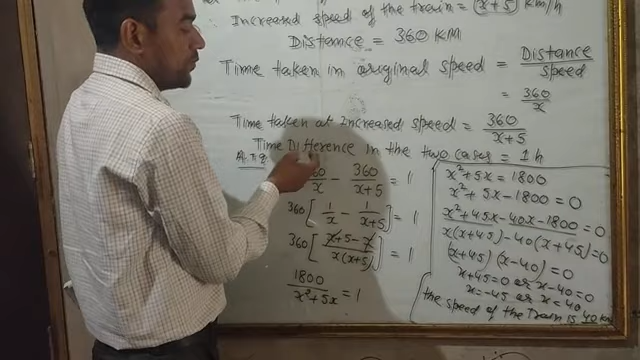 Increased speed of the train = (x+5) km/h
Distance = 360 KM
Time taken in original speed = Distance/speed
= 360/x
Time taken at Increased speed = 360/x+5
Time Difference in the two cases = 1 h
A.T.Q
360/x - 360/x+5 = 1
360[1/x - 1/x+5] = 1
360[x+5-x/x(x+5)] = 1
1800/x²+5x = 1
x²+5x = 1800
x²+5x-1800 = 0
x²+45x-40x-1800 = 0
x(x+45)-40(x+45) = 0
(x+45)(x-40) = 0
x+45=0 or x-40=0
x=-45 or x=40
the speed of the Train is 40 km